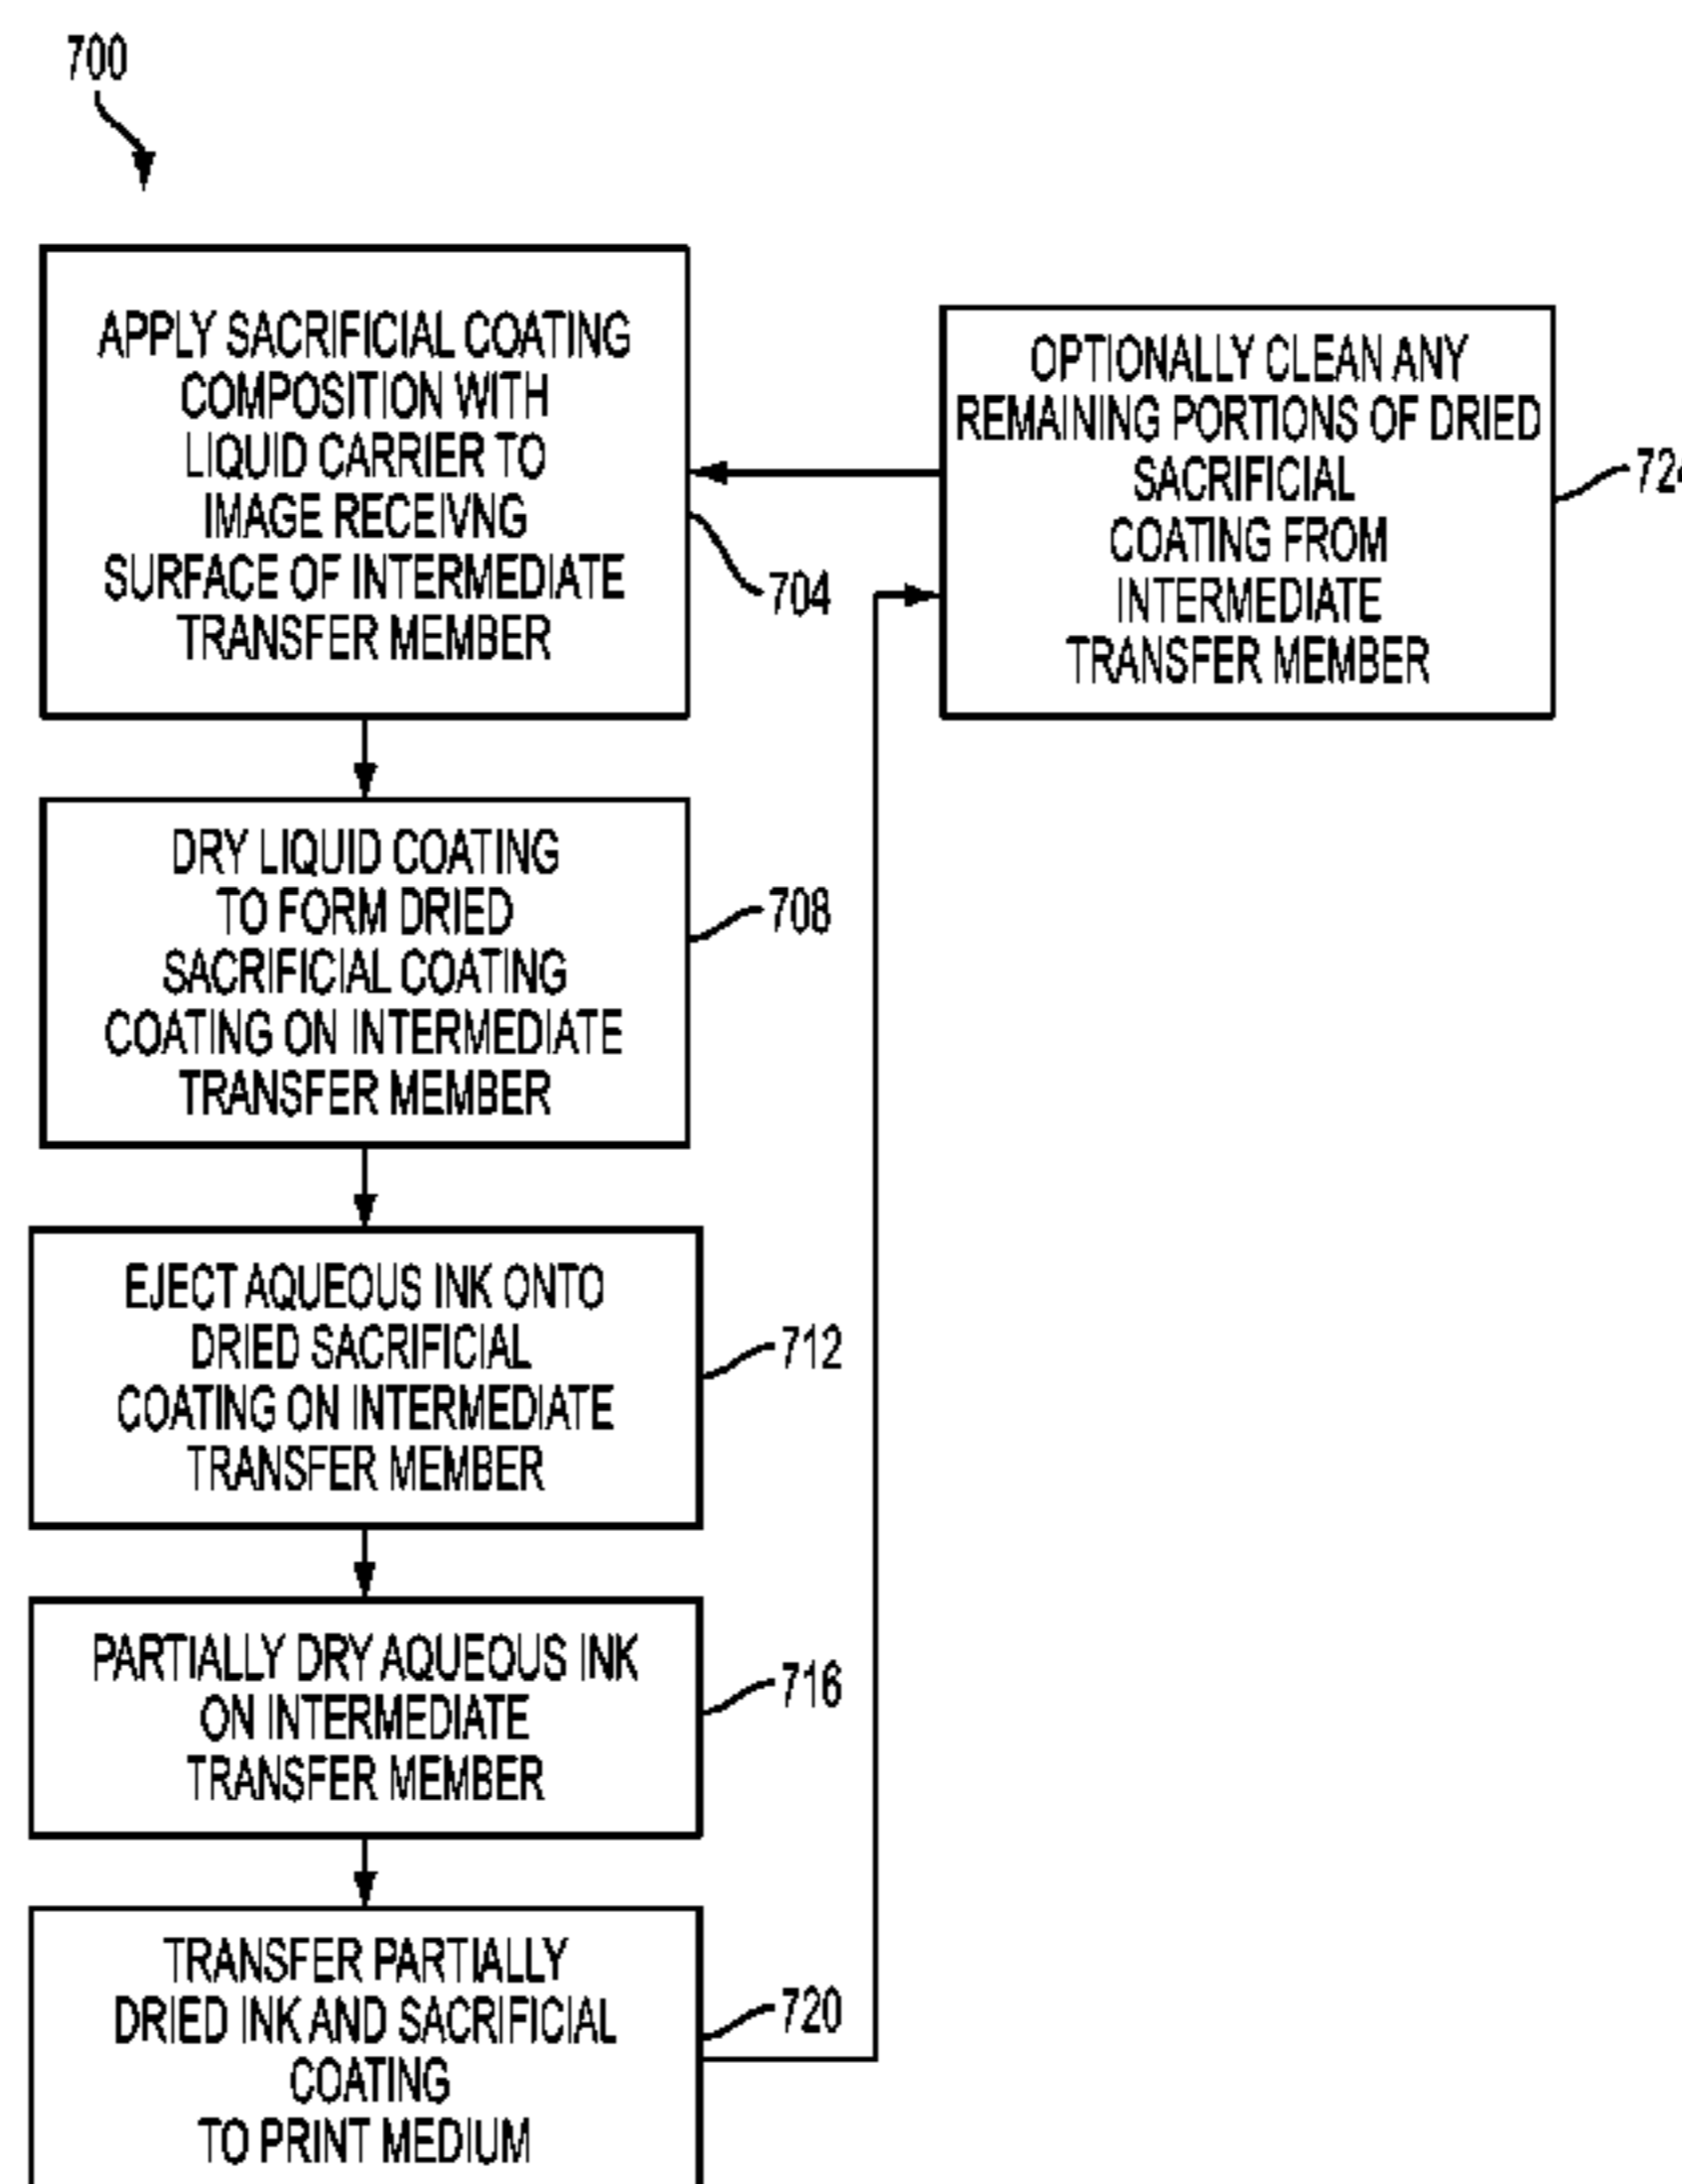 700
APPLY SACRIFICIAL COATING
COMPOSITION WITH
LIQUID CARRIER TO
IMAGE RECEIVNG
SURFACE OF INTERMEDIATE
TRANSFER MEMBER
704
OPTIONALLY CLEAN ANY
REMAINING PORTIONS OF DRIED
SACRIFICIAL
COATING FROM
INTERMEDIATE
TRANSFER MEMBER
724
DRY LIQUID COATING
TO FORM DRIED
SACRIFICIAL COATING
COATING ON INTERMEDIATE
TRANSFER MEMBER
708
EJECT AQUEOUS INK ONTO
DRIED SACRIFICIAL
COATING ON INTERMEDIATE
TRANSFER MEMBER
712
PARTIALLY DRY AQUEOUS INK
ON INTERMEDIATE
TRANSFER MEMBER
716
TRANSFER PARTIALLY
DRIED INK AND SACRIFICIAL
COATING
TO PRINT MEDIUM
720